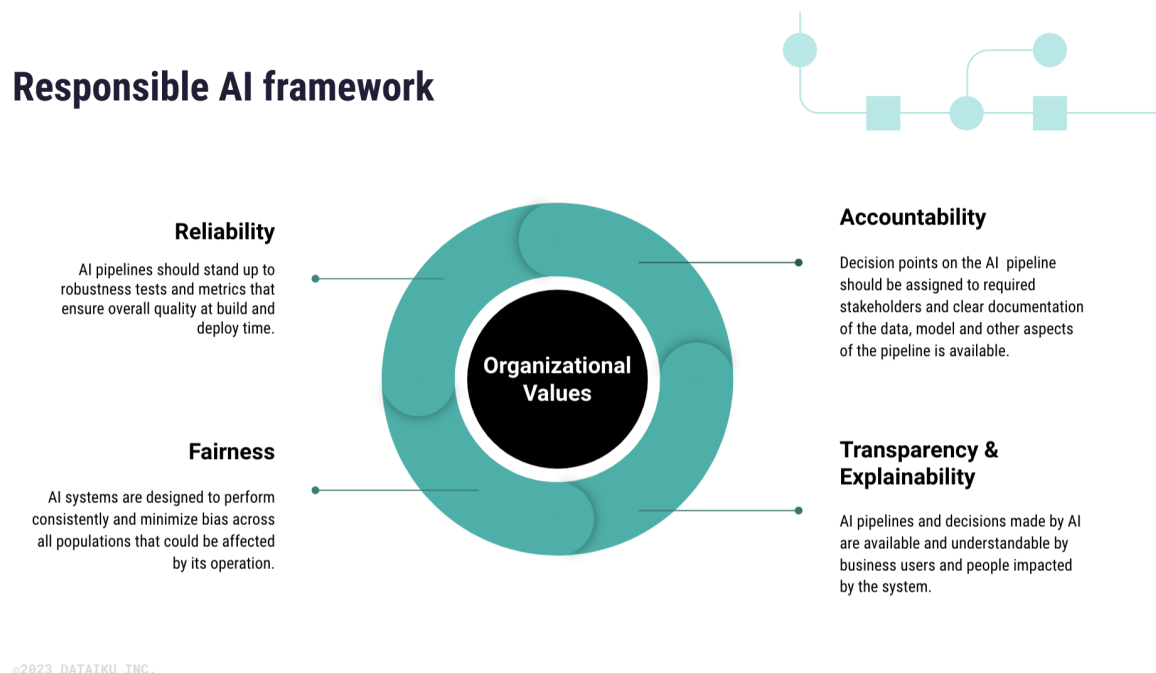 Responsible AI framework
Reliability
AI pipelines should stand up to
robustness tests and metrics that
ensure overall quality at build and
deploy time.
Accountability
Decision points on the AI  pipeline
should be assigned to required
stakeholders and clear documentation
of the data, model and other aspects
of the pipeline is available.
Organizational
Values
Fairness
AI systems are designed to perform
consistently and minimize bias across
all populations that could be affected
by its operation.
Transparency &
Explainability
AI pipelines and decisions made by AI
are available and understandable by
business users and people impacted
by the system.
©2023 DATAIKU INC.